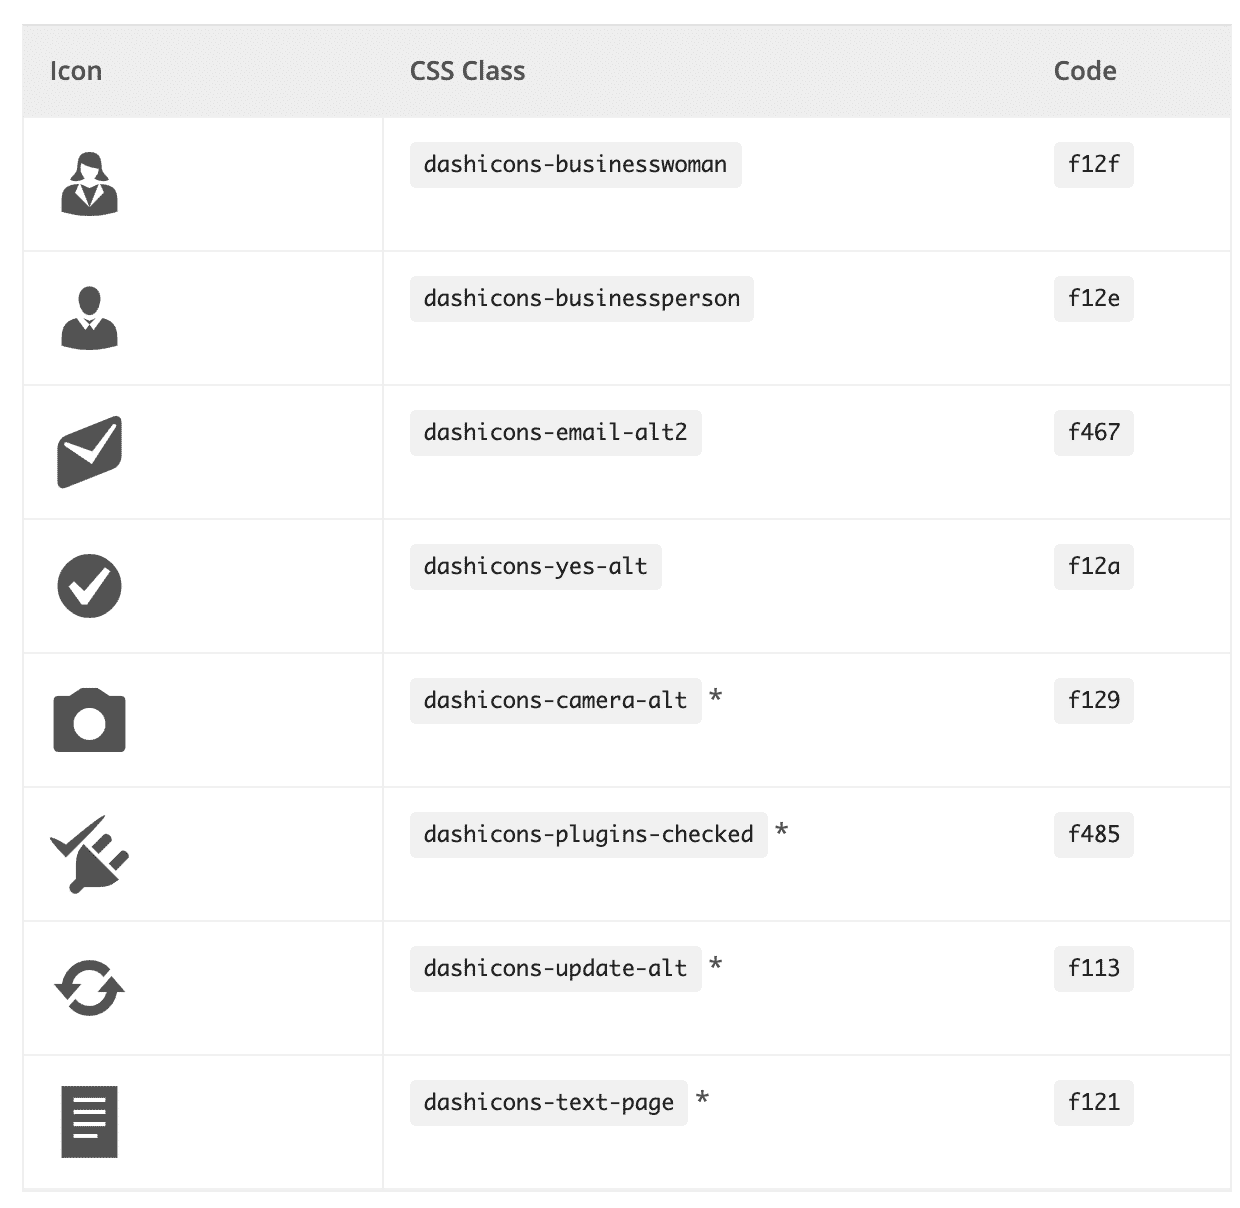 Icon CSS Class Code
dashicons-businesswoman f12f
dashicons-businessperson f12e
dashicons-email-alt2 f467
dashicons-yes-alt f12a
dashicons-camera-alt * f129
dashicons-plugins-checked * f485
dashicons-update-alt * f113
dashicons-text-page * f121